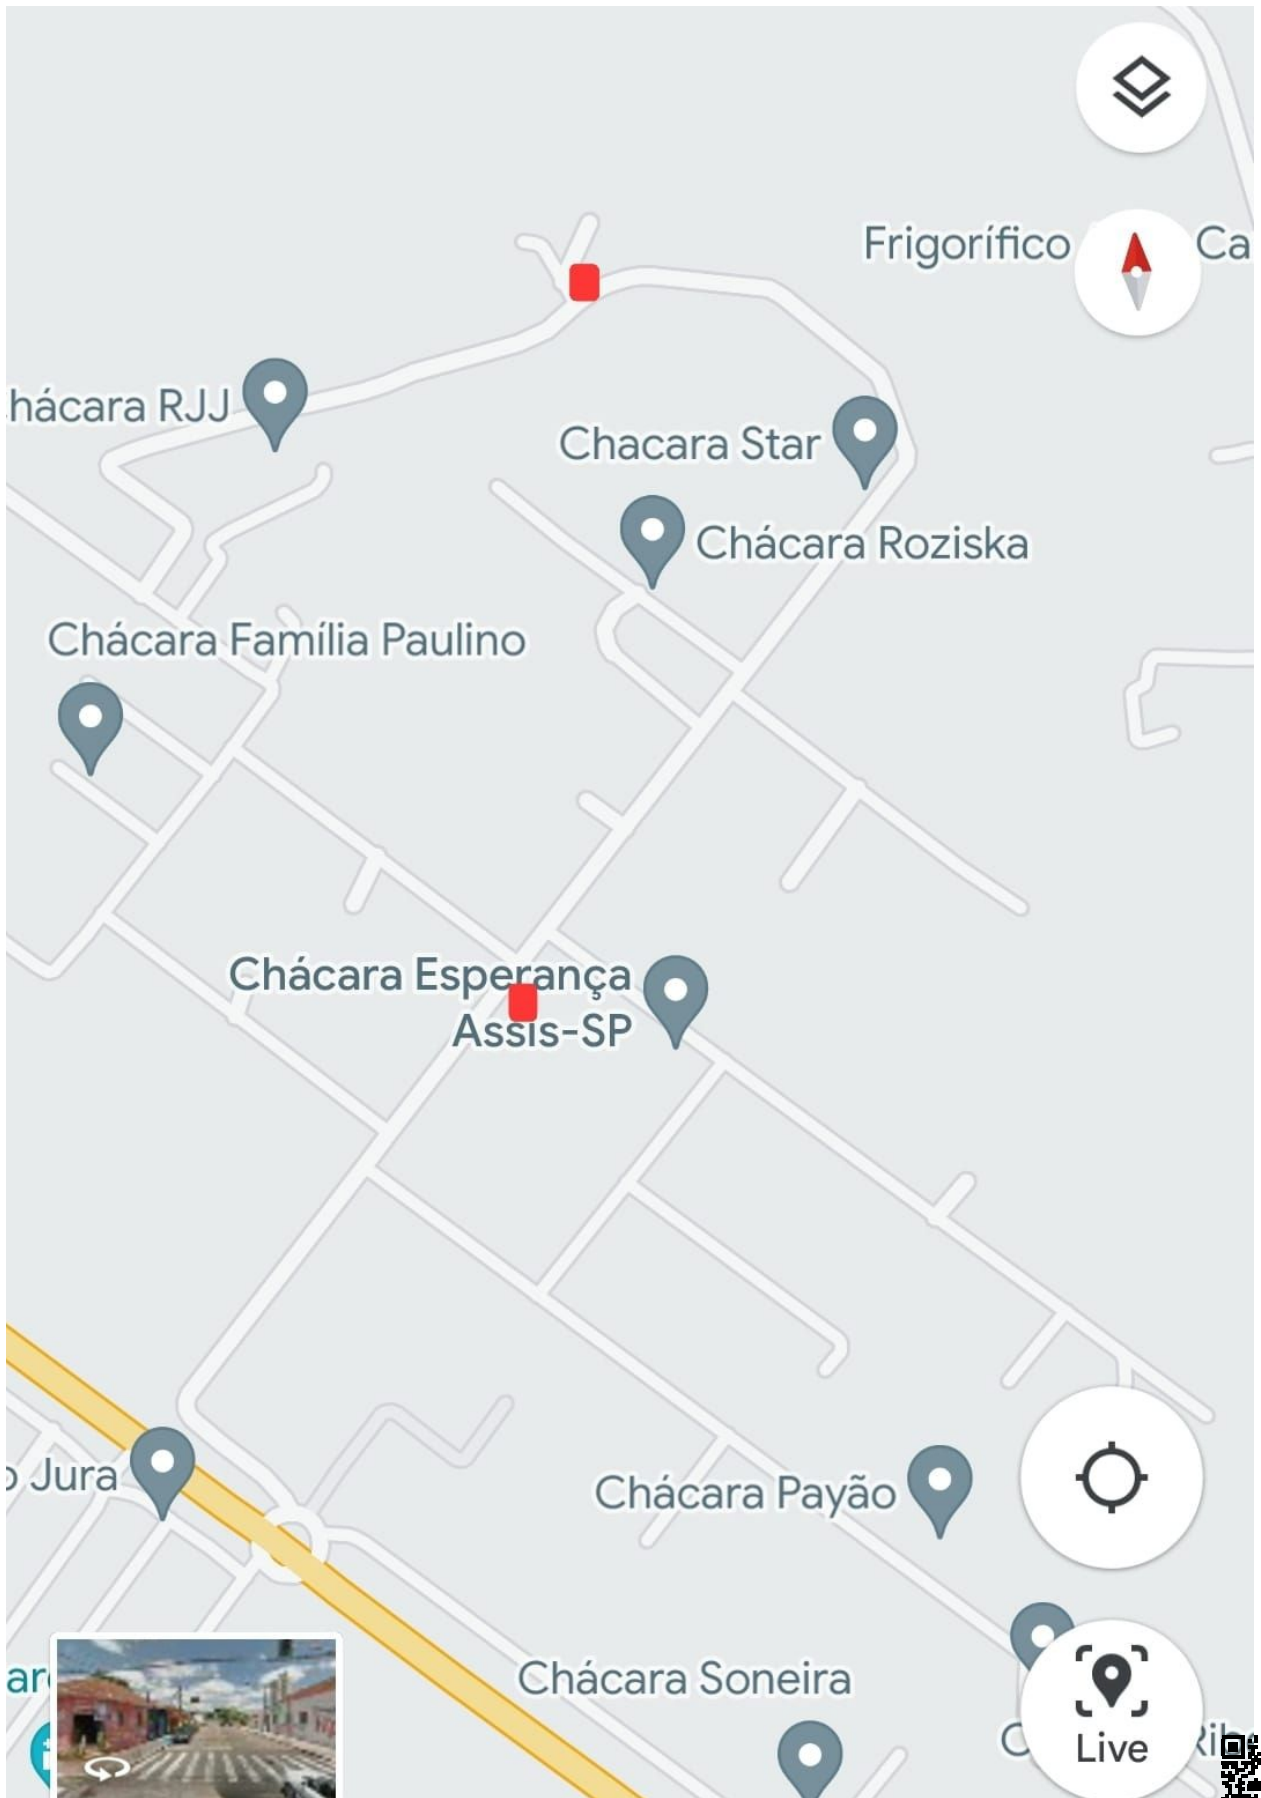 Frigorífico
Ca
hácara RJJ
Chacara Star
Chácara Roziska
Chácara Família Paulino
Chácara Esperança
Assis-SP
o Jura
Chácara Payão
Chácara Soneira
Live